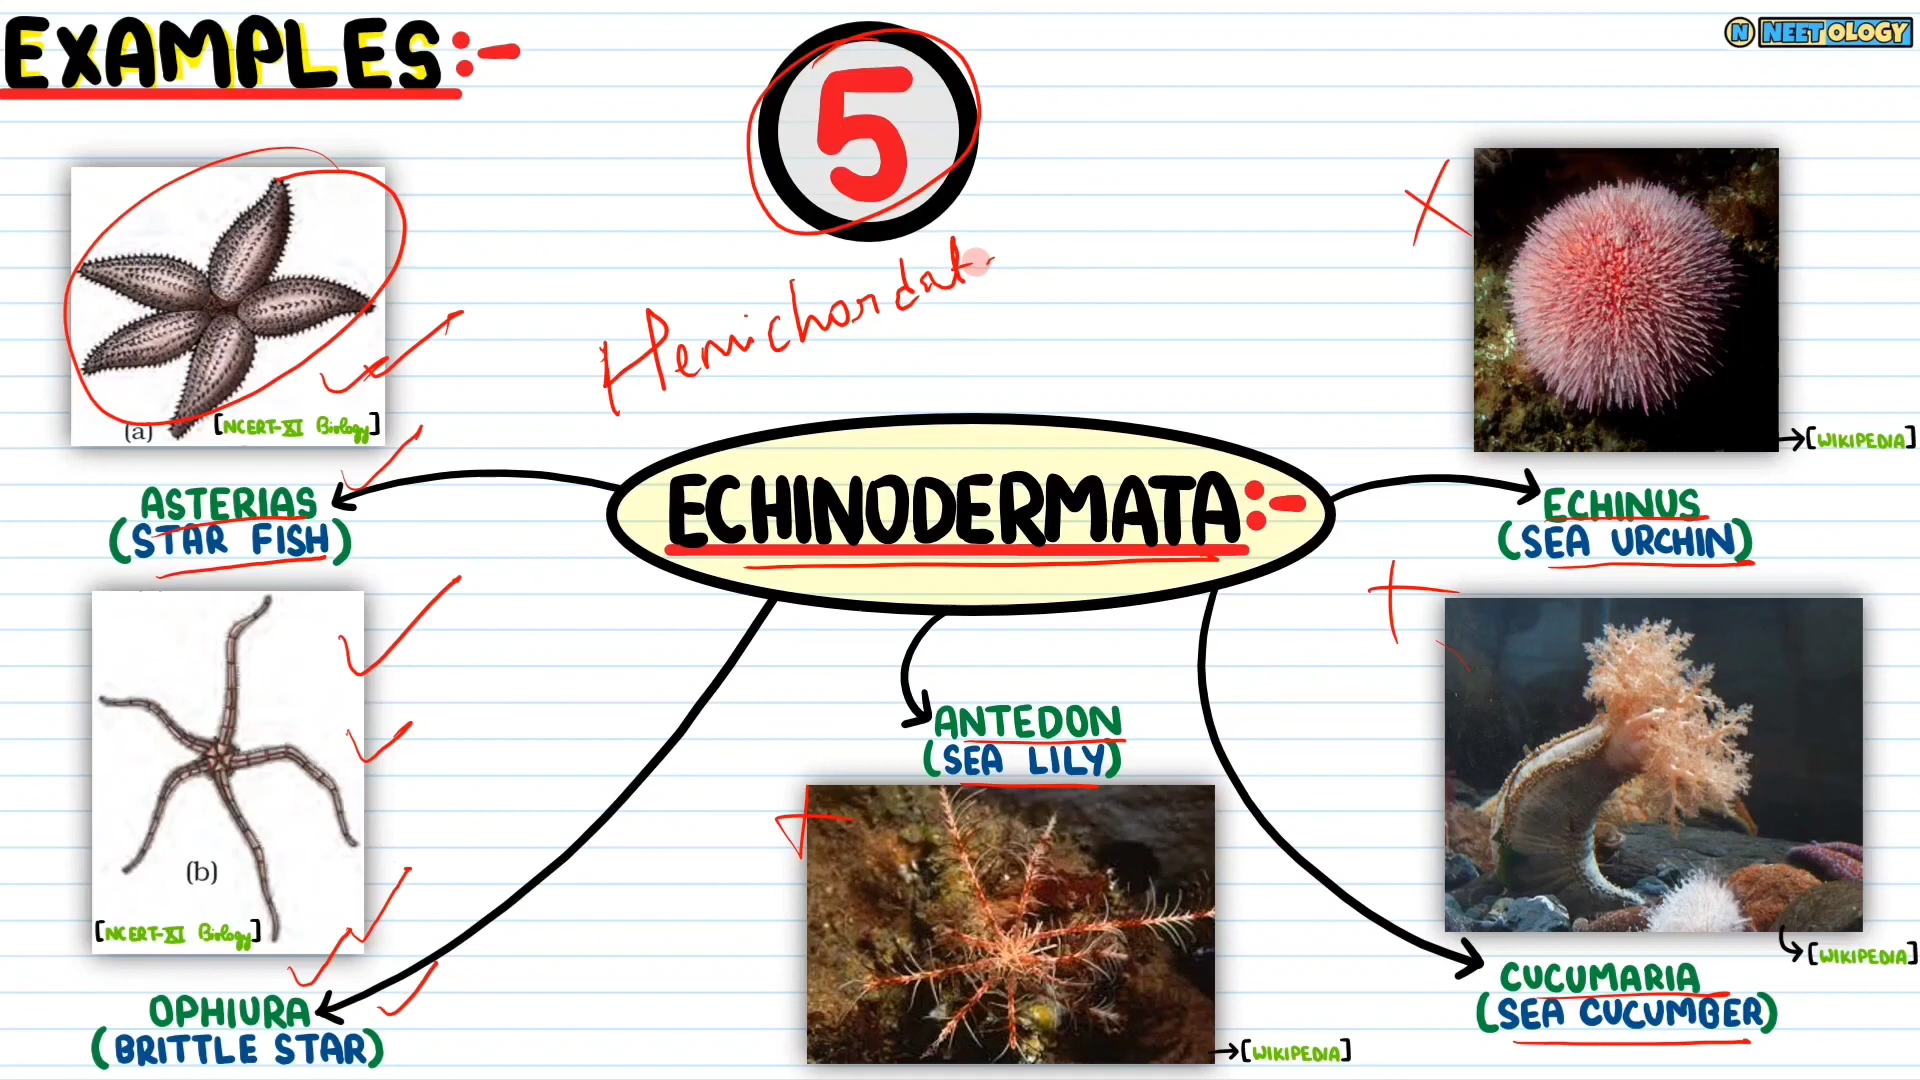 EXAMPLES:-
N NEETOLOGY
5
Hemichordat
(a)
[NCERT-XI Biology]
→[WIKIPEDIA]
ECHINODERMATA:-
ASTERIAS
(STAR FISH)
ECHINUS
(SEA URCHIN)
ANTEDON
(SEA LILY)
(b)
[NCERT-XI Biology]
OPHIURA
(BRITTLE STAR)
→[WIKIPEDIA]
→[WIKIPEDIA]
CUCUMARIA
(SEA CUCUMBER)